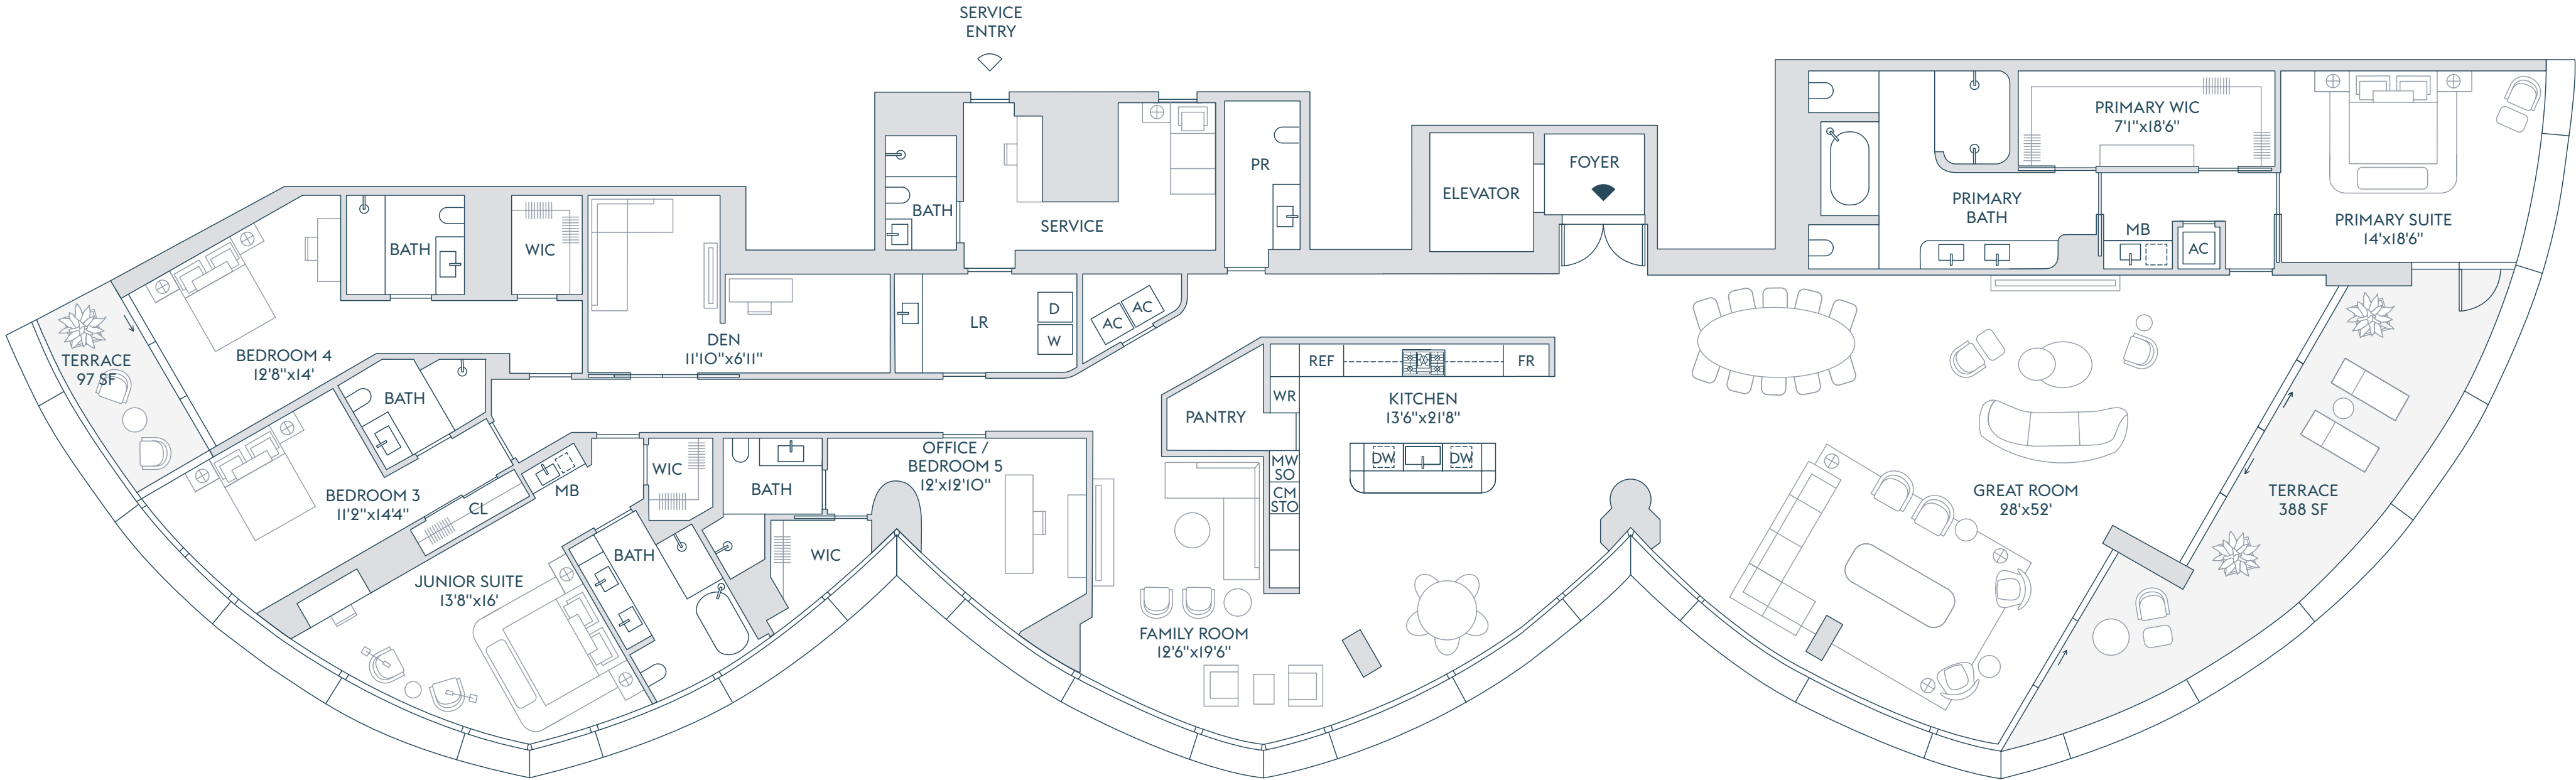 SERVICE
ENTRY
PRIMARY WIC
7'1"x18'6"
PR
FOYER
ELEVATOR
BATH
SERVICE
PRIMARY
BATH
MB
AC
PRIMARY SUITE
14'x18'6"
BATH
WIC
TERRACE
97 SF
BEDROOM 4
12'8"x14'
DEN
11'10"x6'11"
LR
D
W
AC
AC
REF
FR
WR
KITCHEN
13'6"x21'8"
PANTRY
BATH
DW
DW
MW
SO
CM
STO
OFFICE /
BEDROOM 5
12'x12'10"
WIC
BATH
MB
BEDROOM 3
11'2"x14'4"
CL
GREAT ROOM
28'x52'
TERRACE
388 SF
JUNIOR SUITE
13'8"x16'
BATH
WIC
FAMILY ROOM
12'6"x19'6"